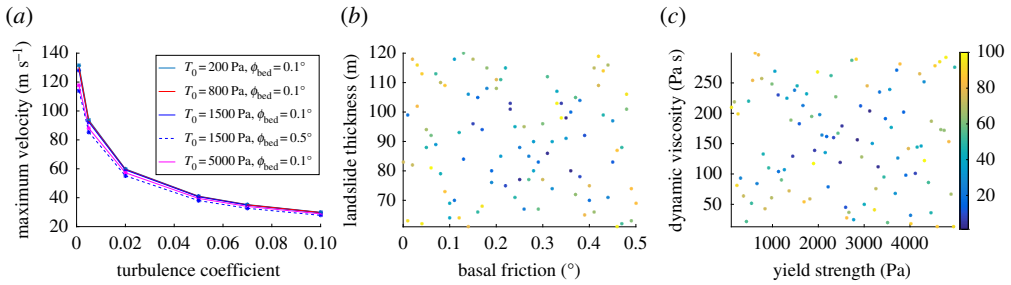 (a)
maximum velocity (m s⁻¹)
140
120
100
80
60
40
20
0
0.02
0.04
0.06
0.08
0.10
turbulence coefficient
T₀ = 200 Pa, ϕbed = 0.1°
T₀ = 800 Pa, ϕbed = 0.1°
T₀ = 1500 Pa, ϕbed = 0.1°
T₀ = 1500 Pa, ϕbed = 0.5°
T₀ = 5000 Pa, ϕbed = 0.1°
(b)
landslide thickness (m)
120
110
100
90
80
70
0
0.1
0.2
0.3
0.4
0.5
basal friction (°)
(c)
dynamic viscosity (Pa s)
250
200
150
100
50
1000
2000
3000
4000
yield strength (Pa)
100
80
60
40
20